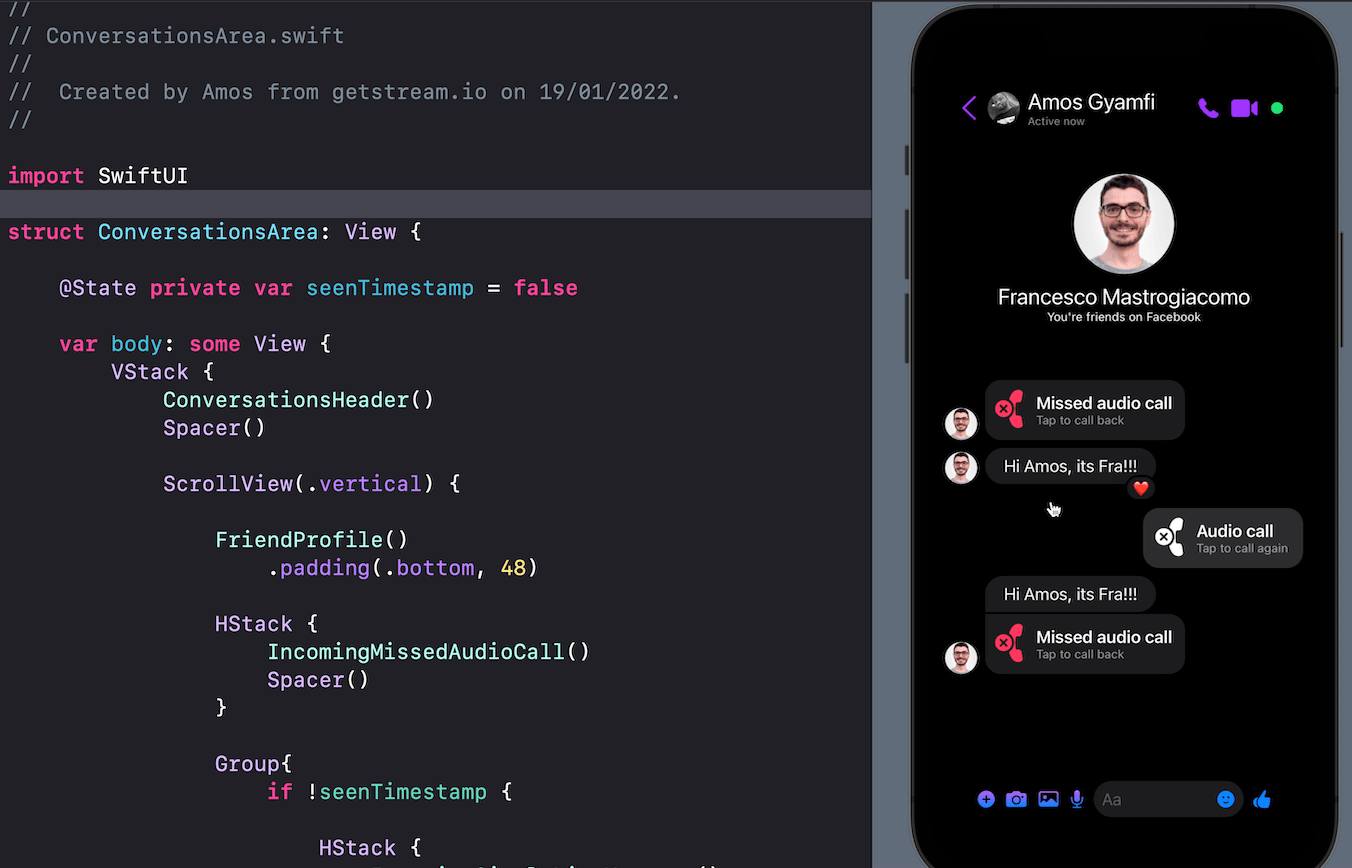 //
// ConversationsArea.swift
//
// Created by Amos from getstream.io on 19/01/2022.
//
import SwiftUI
struct ConversationsArea: View {
@State private var seenTimestamp = false
var body: some View {
VStack {
ConversationsHeader()
Spacer()
ScrollView(.vertical) {
FriendProfile()
.padding(.bottom, 48)
HStack {
IncomingMissedAudioCall()
Spacer()
}
Group{
if !seenTimestamp {
HStack {
Amos Gyamfi
Active now
Francesco Mastrogiacomo
You're friends on Facebook
Missed audio call
Tap to call back
Hi Amos, its Fra!!!
Audio call
Tap to call again
Hi Amos, its Fra!!!
Missed audio call
Tap to call back
Aa